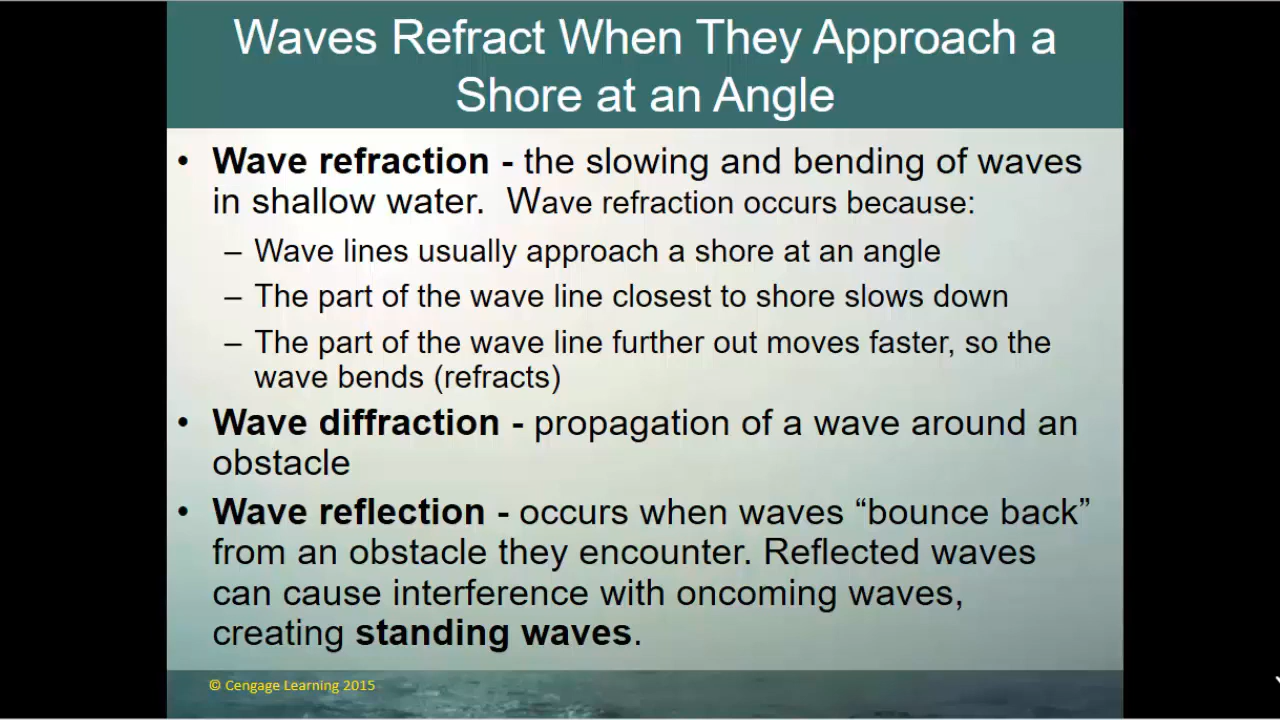 Waves Refract When They Approach a
Shore at an Angle
• Wave refraction - the slowing and bending of waves
in shallow water.  Wave refraction occurs because:
– Wave lines usually approach a shore at an angle
– The part of the wave line closest to shore slows down
– The part of the wave line further out moves faster, so the
wave bends (refracts)
• Wave diffraction - propagation of a wave around an
obstacle
• Wave reflection - occurs when waves “bounce back”
from an obstacle they encounter. Reflected waves
can cause interference with oncoming waves,
creating standing waves.
© Cengage Learning 2015